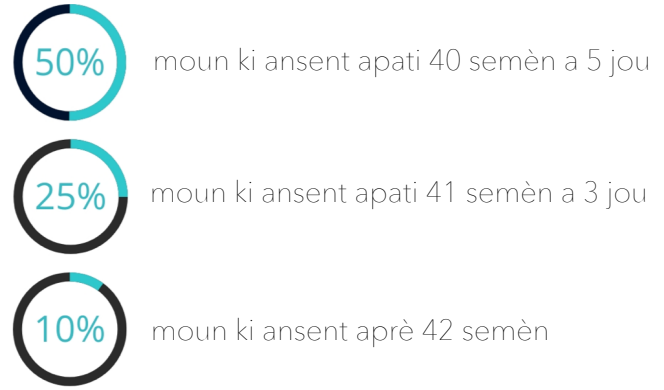 50% moun ki ansent apati 40 semèn a 5 jou
25% moun ki ansent apati 41 semèn a 3 jou
10% moun ki ansent aprè 42 semèn